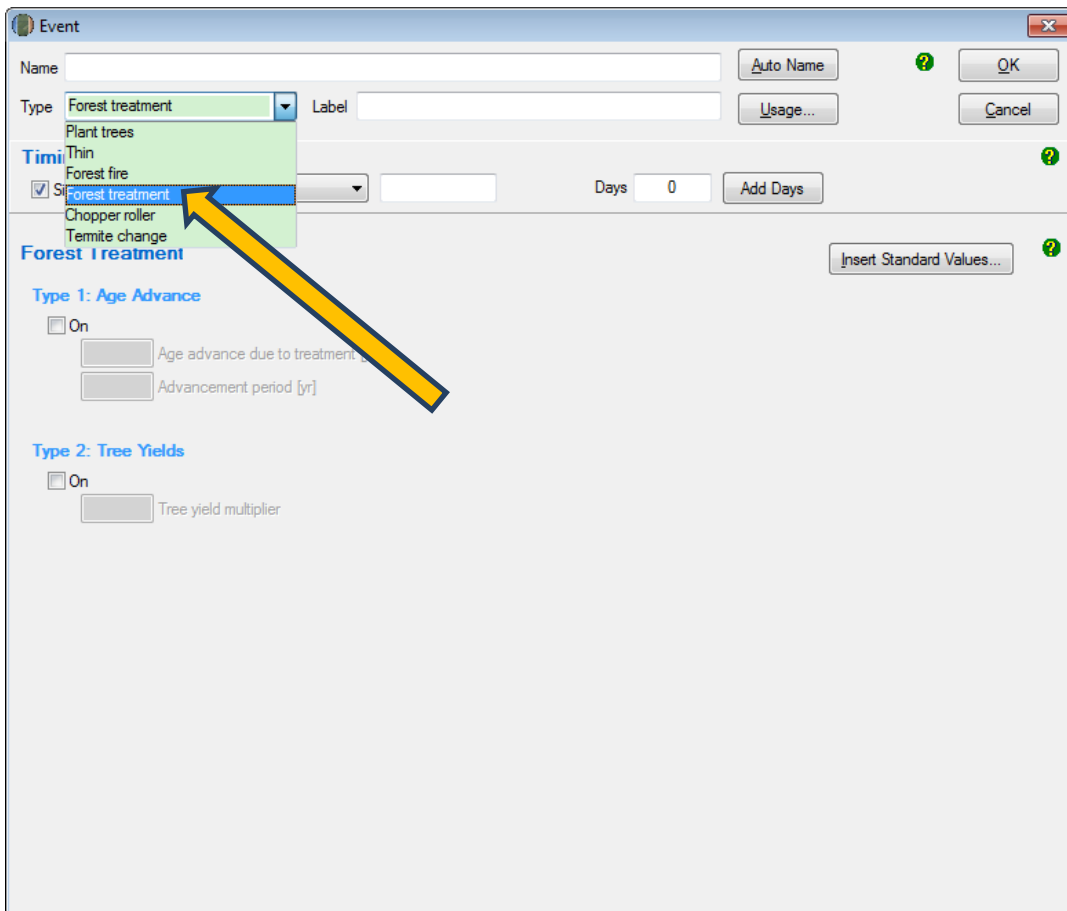 Event
Name Auto Name ? OK
Type Forest treatment Label Usage... Cancel
Plant trees
Thin
Forest fire
Forest treatment
Chopper roller
Termite change
?
Days 0 Add Days
Forest Treatment Insert Standard Values... ?
Type 1: Age Advance
On
Age advance due to treatment
Advancement period [yr]
Type 2: Tree Yields
On
Tree yield multiplier